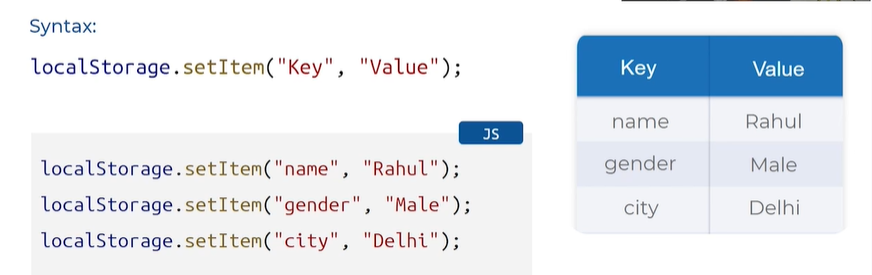 Syntax:
localStorage.setItem("Key", "Value");
JS
localStorage.setItem("name", "Rahul");
localStorage.setItem("gender", "Male");
localStorage.setItem("city", "Delhi");
Key Value
name Rahul
gender Male
city Delhi